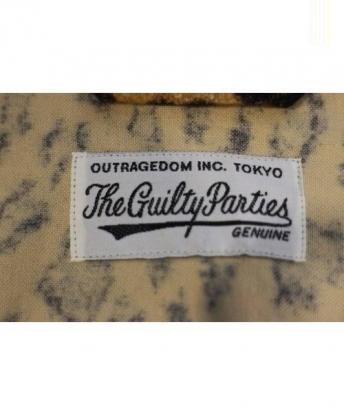 OUTRAGEDOM INC. TOKYO
The Guilty Parties
GENUINE